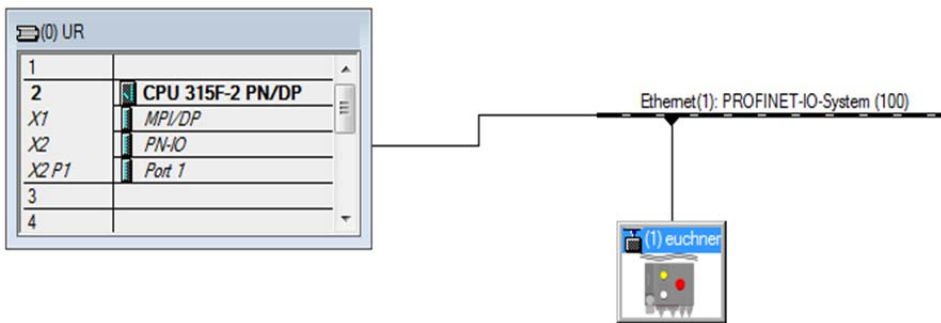 (0) UR
1
2 CPU 315F-2 PN/DP
X1 MPI/DP
X2 PN-IO
X2 P1 Port 1
3
4
Ethernet(1): PROFINET-IO-System (100)
(1) euchner